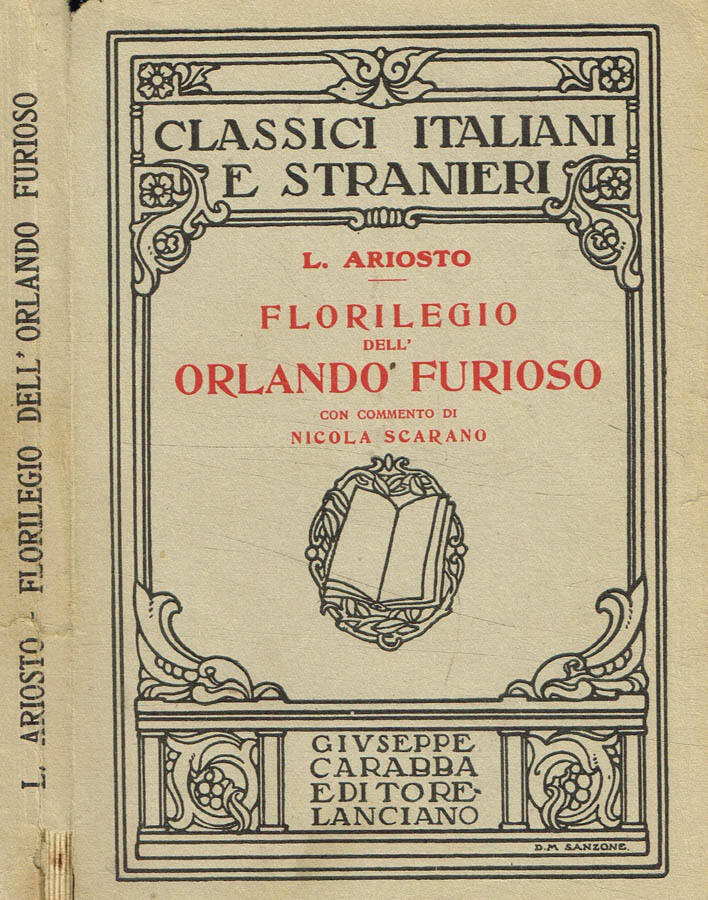 L. ARIOSTO - FLORILEGIO DELL' ORLANDO FURIOSO
CLASSICI ITALIANI
E STRANIERI
L. ARIOSTO
FLORILEGIO
DELL'
ORLANDO FURIOSO
CON COMMENTO DI
NICOLA SCARANO
GIVSEPPE
CARABBA
EDITORE-
LANCIANO
D.M SANZONE.